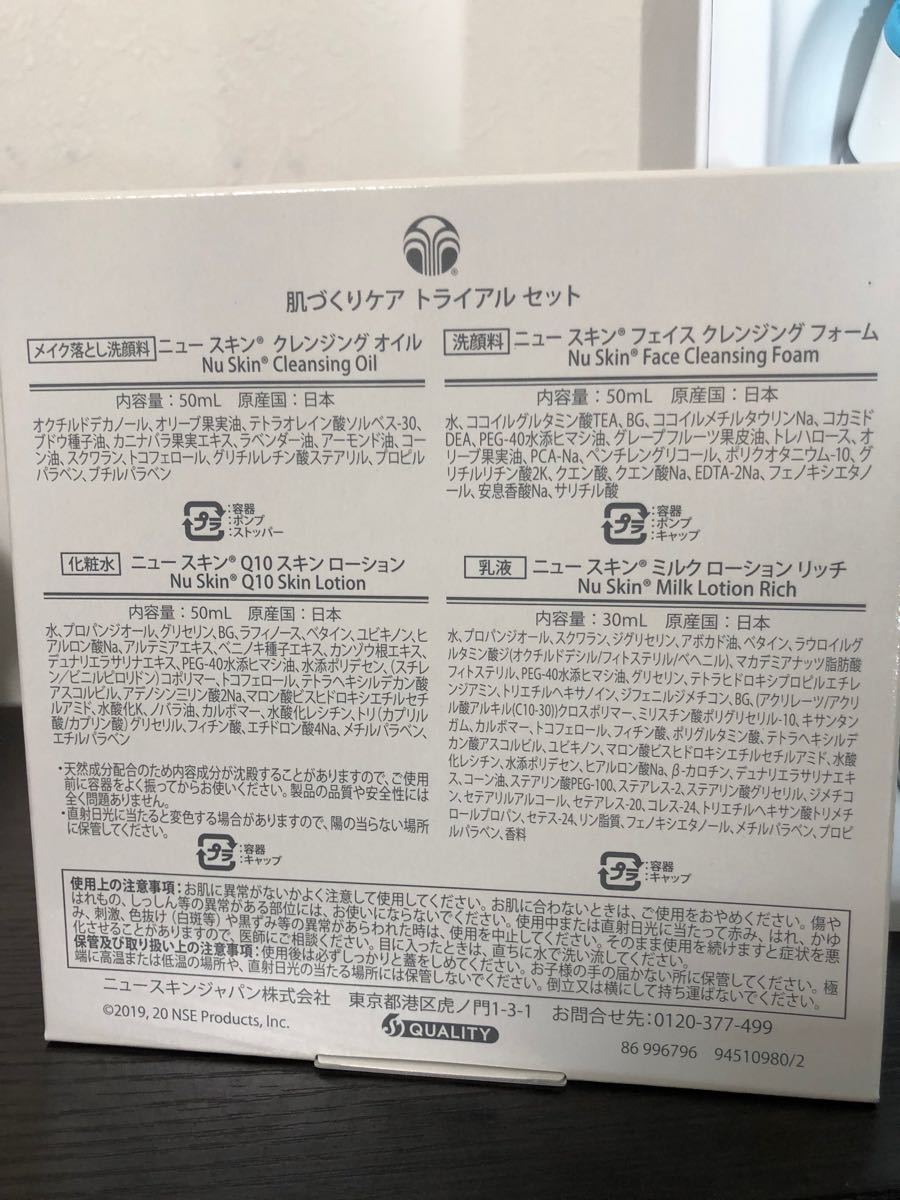 肌づくりケア トライアル セット
メイク落とし洗顔料 ニュー スキン® クレンジング オイル
Nu Skin® Cleansing Oil
内容量:50mL 原産国:日本
オクチルドデカノール、オリーブ果実油、テトラオレイン酸ソルベス-30、
ブドウ種子油、カニナバラ果実エキス、ラベンダー油、アーモンド油、コー
ン油、スクワラン、トコフェロール、グリチルレチン酸ステアリル、プロピル
パラベン、ブチルパラベン
プラ
:容器
:ポンプ
:ストッパー
洗顔料 ニュー スキン® フェイス クレンジング フォーム
Nu Skin® Face Cleansing Foam
内容量:50mL 原産国:日本
水、ココイルグルタミン酸TEA、BG、ココイルメチルタウリンNa、コカミド
DEA、PEG-40水添ヒマシ油、グレープフルーツ果皮油、トレハロース、オ
リーブ果実油、PCA-Na、ペンチレングリコール、ポリクオタニウム-10、グ
リチルリチン酸2K、クエン酸、クエン酸Na、EDTA-2Na、フェノキシエタノ
ール、安息香酸Na、サリチル酸
プラ
:容器
:ポンプ
:キャップ
化粧水 ニュー スキン® Q10 スキン ローション
Nu Skin® Q10 Skin Lotion
内容量:50mL 原産国:日本
水、プロパンジオール、グリセリン、BG、ラフィノース、ベタイン、ユビキノン、ヒ
アルロン酸Na、アルテミアエキス、ベニノキ種子エキス、カンゾウ根エキス、
デュナリエラサリナエキス、PEG-40水添ヒマシ油、水添ポリデセン、(スチレ
ン/ビニルピロリドン)コポリマー、トコフェロール、テトラヘキシルデカン酸
アスコルビル、アデノシン三リン酸2Na、マロン酸ビスヒドロキシエチルセチ
ルアミド、水酸化K、ノバラ油、カルボマー、水酸化レシチン、トリ(カプリル
酸/カプリン酸)グリセリル、フィチン酸、エチドロン酸4Na、メチルパラベン、
エチルパラベン
・天然成分配合のため内容成分が沈殿することがありますので、ご使用
前に容器をよく振ってからお使いください。製品の品質や安全性には
全く問題ありません。
・直射日光に当たると変色する場合がありますので、陽の当らない場所
に保管してください。
プラ
:容器
:キャップ
乳液 ニュー スキン® ミルク ローション リッチ
Nu Skin® Milk Lotion Rich
内容量:30mL 原産国:日本
水、プロパンジオール、スクワラン、ジグリセリン、アボカド油、ベタイン、ラウロイルグ
ルタミン酸ジ(オクチルドデシル/フィトステリル/ベヘニル)、マカデミアナッツ脂肪酸
フィトステリル、PEG-40水添ヒマシ油、グリセリン、テトラヒドロキシプロピルエチレ
ンジアミン、トリエチルヘキサノイン、ジフェニルジメチコン、BG、(アクリレーツ/アクリ
ル酸アルキル(C10-30))クロスポリマー、ミリスチン酸ポリグリセリル-10、キサンタン
ガム、カルボマー、トコフェロール、フィチン酸、ポリグルタミン酸、テトラヘキシルデ
カン酸アスコルビル、ユビキノン、マロン酸ビスヒドロキシエチルセチルアミド、水酸
化レシチン、水添ポリデセン、ヒアルロン酸Na、β-カロチン、デュナリエラサリナエキ
ス、コーン油、ステアリン酸PEG-100、ステアレス-2、ステアリン酸グリセリル、ジメチコ
ン、セテアリルアルコール、セテアレス-20、コレス-24、トリエチルヘキサン酸トリメチ
ロールプロパン、セテス-24、リン脂質、フェノキシエタノール、メチルパラベン、プロピ
ルパラベン、香料
プラ
:容器
:キャップ
使用上の注意事項:お肌に異常がないかよく注意して使用してください。お肌に合わないときは、ご使用をおやめください。傷や
はれもの、しっしん等の異常がある部位には、お使いにならないでください。使用中または直射日光に当たって赤み、はれ、かゆ
み、刺激、色抜け(白斑等)や黒ずみ等の異常があらわれた時は、使用を中止してください。そのまま使用を続けますと症状を悪
化させることがありますので、医師にご相談ください。目に入ったときは、直ちに水で洗い流してください。
保管及び取り扱い上の注意事項:使用後は必ずしっかりと蓋をしめてください。お子様の手の届かない所に保管してください。極
端に高温または低温の場所や、直射日光の当たる場所には保管しないでください。倒立又は横にして持ち運ばないでください。
ニュースキンジャパン株式会社 東京都港区虎ノ門1-3-1 お問合せ先:0120-377-499
©2019, 20 NSE Products, Inc.
QUALITY
86 996796 94510980/2